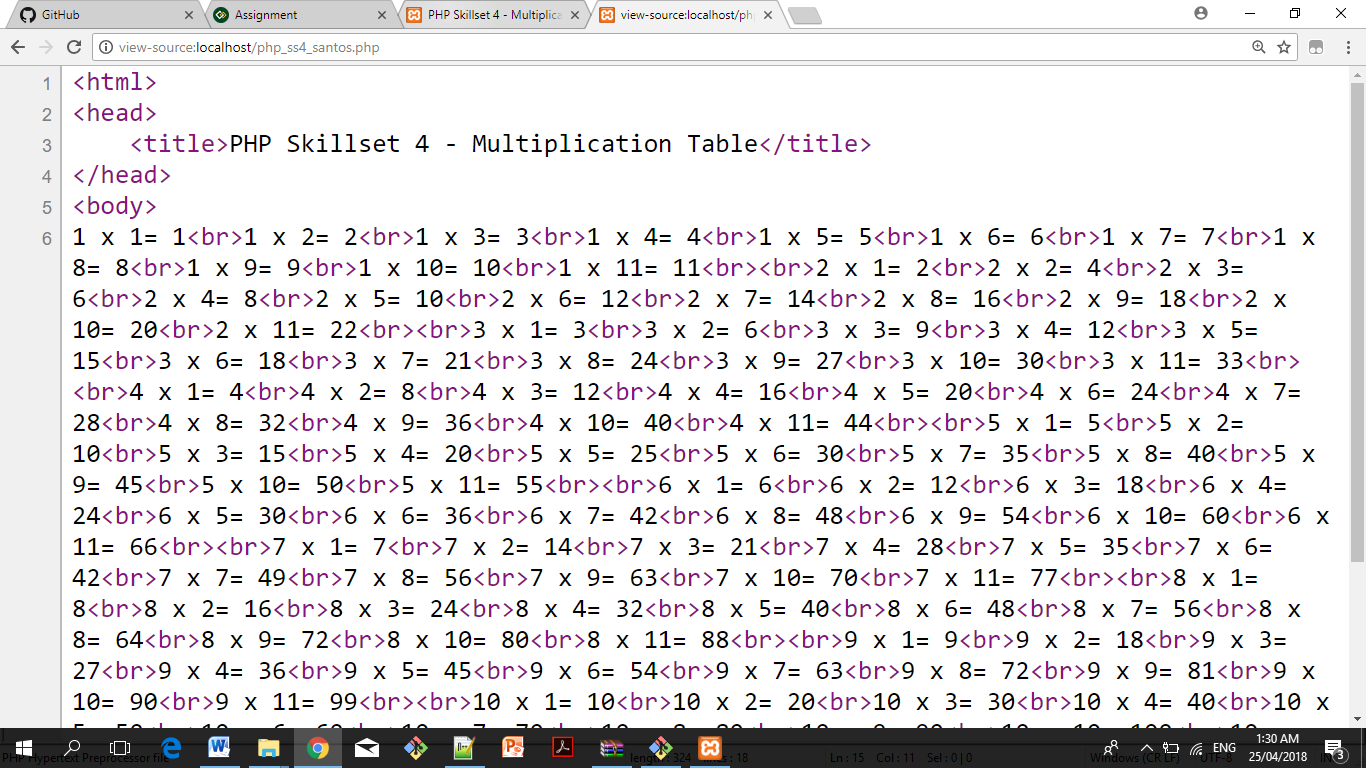 GitHub
Assignment
PHP Skillset 4 - Multiplica
view-source:localhost/ph
view-source:localhost/php_ss4_santos.php
1 <html>
2 <head>
3 <title>PHP Skillset 4 - Multiplication Table</title>
4 </head>
5 <body>
6 1 x 1= 1<br>1 x 2= 2<br>1 x 3= 3<br>1 x 4= 4<br>1 x 5= 5<br>1 x 6= 6<br>1 x 7= 7<br>1 x
8= 8<br>1 x 9= 9<br>1 x 10= 10<br>1 x 11= 11<br><br>2 x 1= 2<br>2 x 2= 4<br>2 x 3=
6<br>2 x 4= 8<br>2 x 5= 10<br>2 x 6= 12<br>2 x 7= 14<br>2 x 8= 16<br>2 x 9= 18<br>2 x
10= 20<br>2 x 11= 22<br><br>3 x 1= 3<br>3 x 2= 6<br>3 x 3= 9<br>3 x 4= 12<br>3 x 5=
15<br>3 x 6= 18<br>3 x 7= 21<br>3 x 8= 24<br>3 x 9= 27<br>3 x 10= 30<br>3 x 11= 33<br>
<br>4 x 1= 4<br>4 x 2= 8<br>4 x 3= 12<br>4 x 4= 16<br>4 x 5= 20<br>4 x 6= 24<br>4 x 7=
28<br>4 x 8= 32<br>4 x 9= 36<br>4 x 10= 40<br>4 x 11= 44<br><br>5 x 1= 5<br>5 x 2=
10<br>5 x 3= 15<br>5 x 4= 20<br>5 x 5= 25<br>5 x 6= 30<br>5 x 7= 35<br>5 x 8= 40<br>5 x
9= 45<br>5 x 10= 50<br>5 x 11= 55<br><br>6 x 1= 6<br>6 x 2= 12<br>6 x 3= 18<br>6 x 4=
24<br>6 x 5= 30<br>6 x 6= 36<br>6 x 7= 42<br>6 x 8= 48<br>6 x 9= 54<br>6 x 10= 60<br>6 x
11= 66<br><br>7 x 1= 7<br>7 x 2= 14<br>7 x 3= 21<br>7 x 4= 28<br>7 x 5= 35<br>7 x 6=
42<br>7 x 7= 49<br>7 x 8= 56<br>7 x 9= 63<br>7 x 10= 70<br>7 x 11= 77<br><br>8 x 1=
8<br>8 x 2= 16<br>8 x 3= 24<br>8 x 4= 32<br>8 x 5= 40<br>8 x 6= 48<br>8 x 7= 56<br>8 x
8= 64<br>8 x 9= 72<br>8 x 10= 80<br>8 x 11= 88<br><br>9 x 1= 9<br>9 x 2= 18<br>9 x 3=
27<br>9 x 4= 36<br>9 x 5= 45<br>9 x 6= 54<br>9 x 7= 63<br>9 x 8= 72<br>9 x 9= 81<br>9 x
10= 90<br>9 x 11= 99<br><br>10 x 1= 10<br>10 x 2= 20<br>10 x 3= 30<br>10 x 4= 40<br>10 x
ENG
1:30 AM
25/04/2018
3
PHP Hypertext Preprocessor file
length : 324
Ln : 15 Col : 11 Sel : 0 | 0
Windows (CR LF)
UTF-8